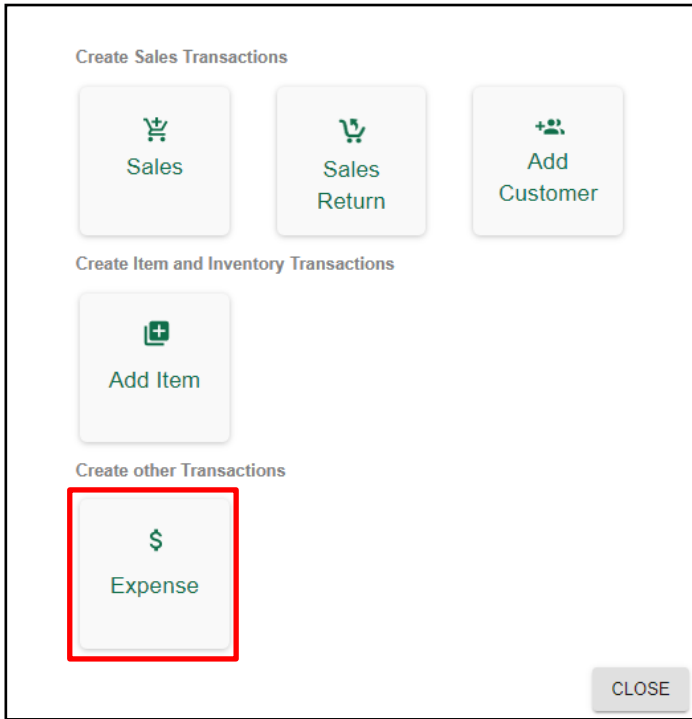 Create Sales Transactions
Sales
Sales
Return
Add
Customer
Create Item and Inventory Transactions
Add Item
Create other Transactions
$
Expense
CLOSE